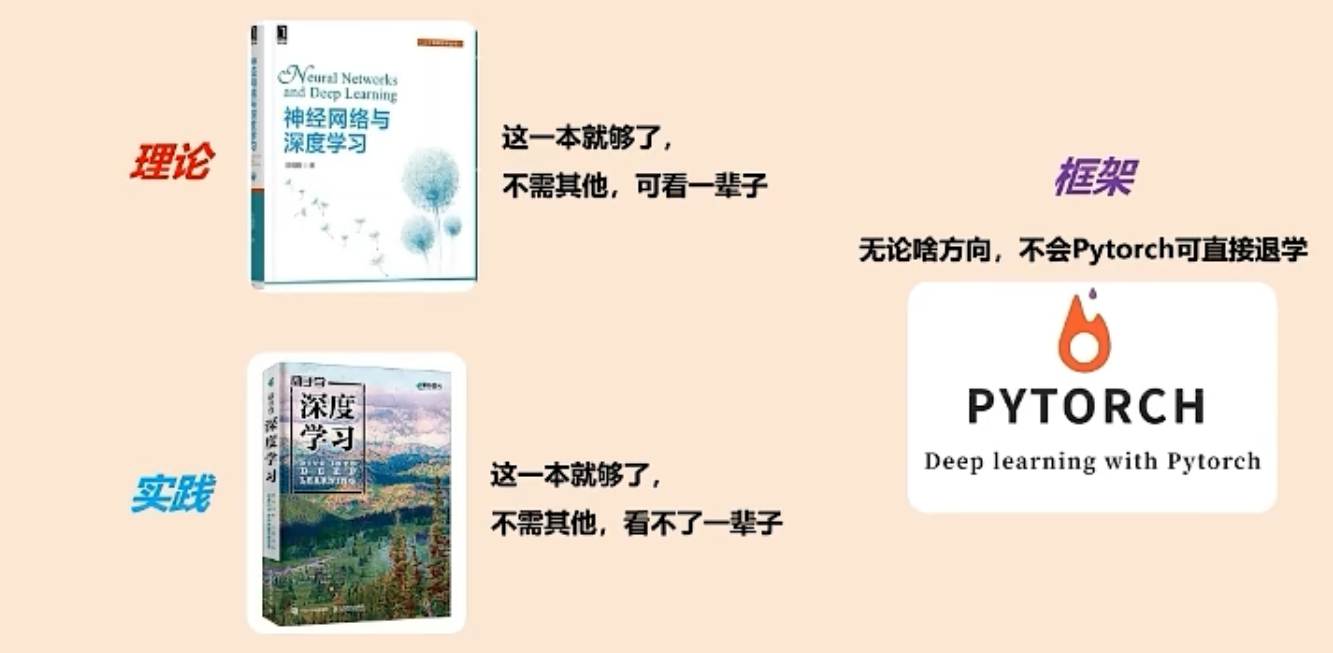 理论
Neural Networks
and Deep Learning
神经网络与
深度学习
这一本就够了，
不需其他，可看一辈子
实践
动手学
深度
学习
深度学习
DIVE INTO
DEEP
LEARNING
这一本就够了，
不需其他，看不了一辈子
框架
无论啥方向，不会Pytorch可直接退学
PYTORCH
Deep learning with Pytorch